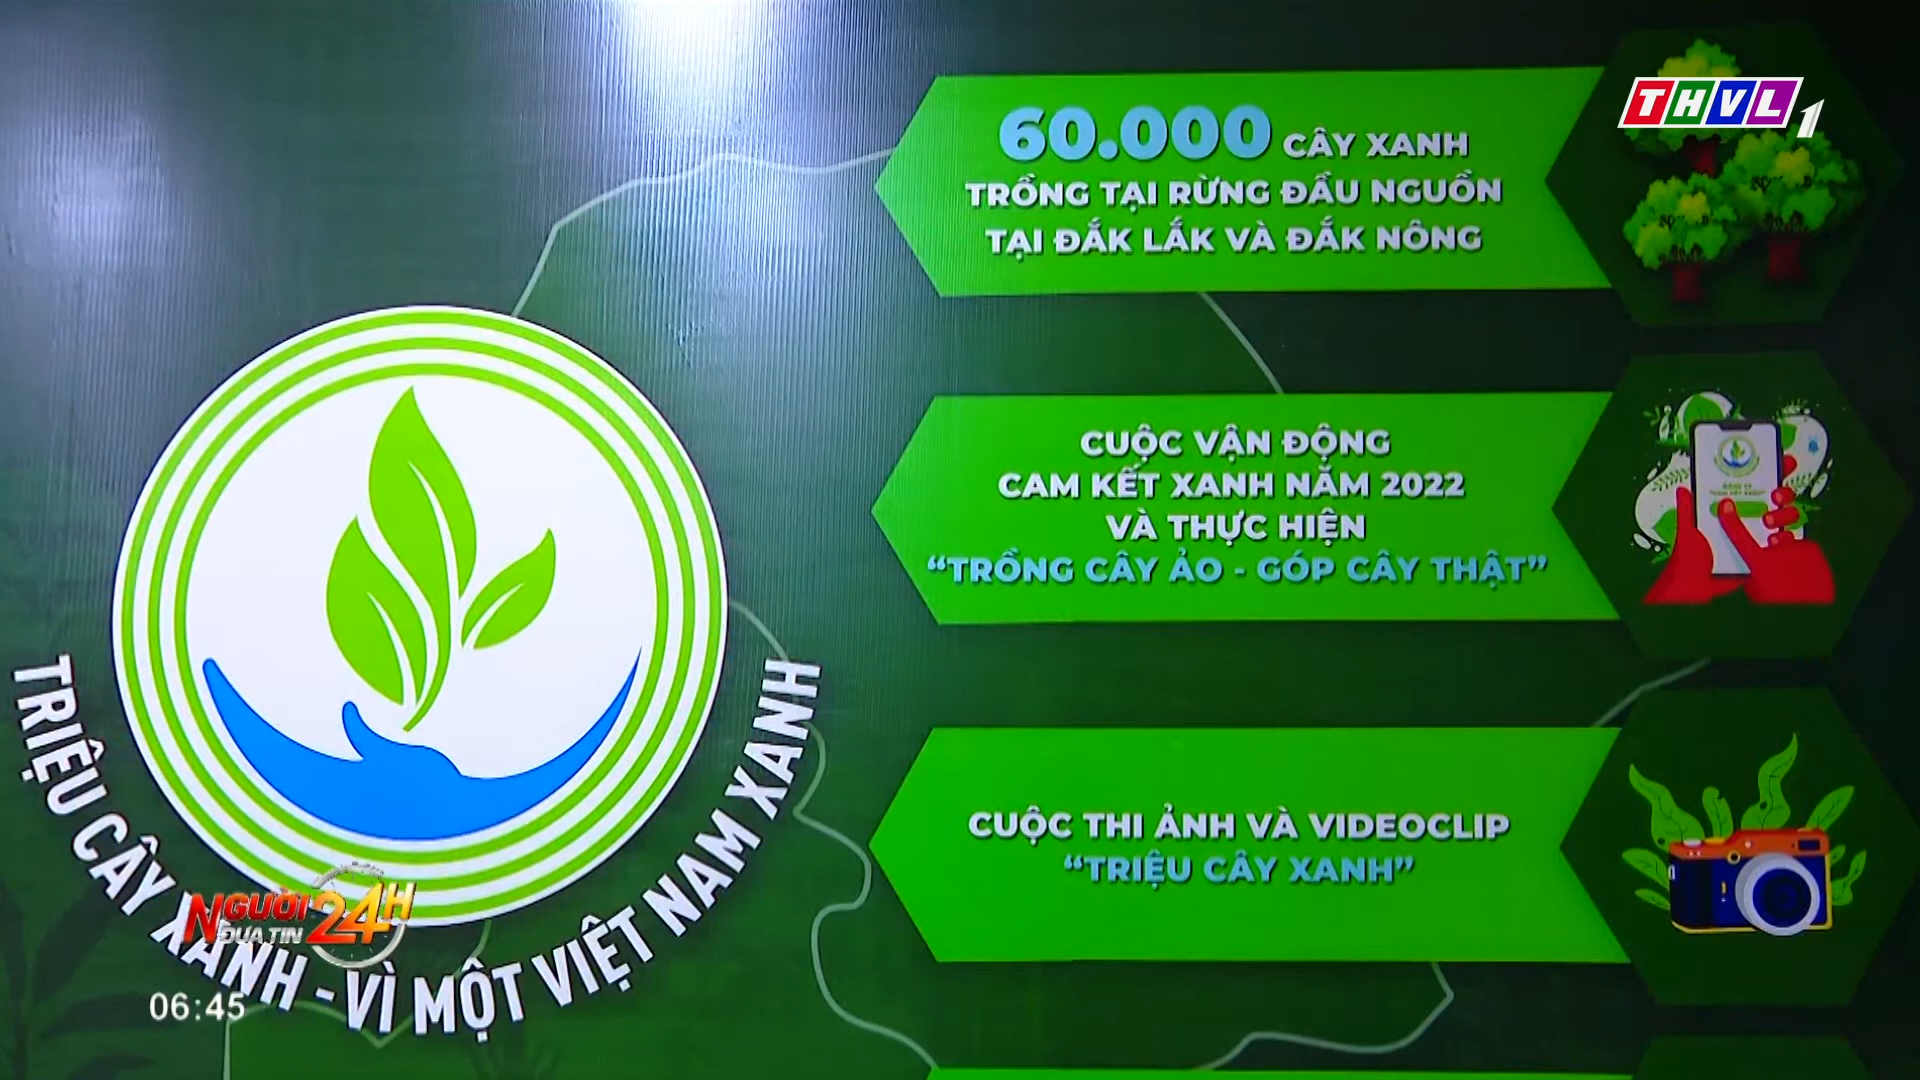 THVL1
60.000 CÂY XANH
TRỒNG TẠI RỪNG ĐẦU NGUỒN
TẠI ĐẮK LẮK VÀ ĐẮK NÔNG
CUỘC VẬN ĐỘNG
CAM KẾT XANH NĂM 2022
VÀ THỰC HIỆN
“TRỒNG CÂY ẢO - GÓP CÂY THẬT”
CUỘC THI ẢNH VÀ VIDEOCLIP
“TRIỆU CÂY XANH”
TRIỆU CÂY XANH - VÌ MỘT VIỆT NAM XANH
NGƯỜI
ĐƯA TIN 24H
06:45